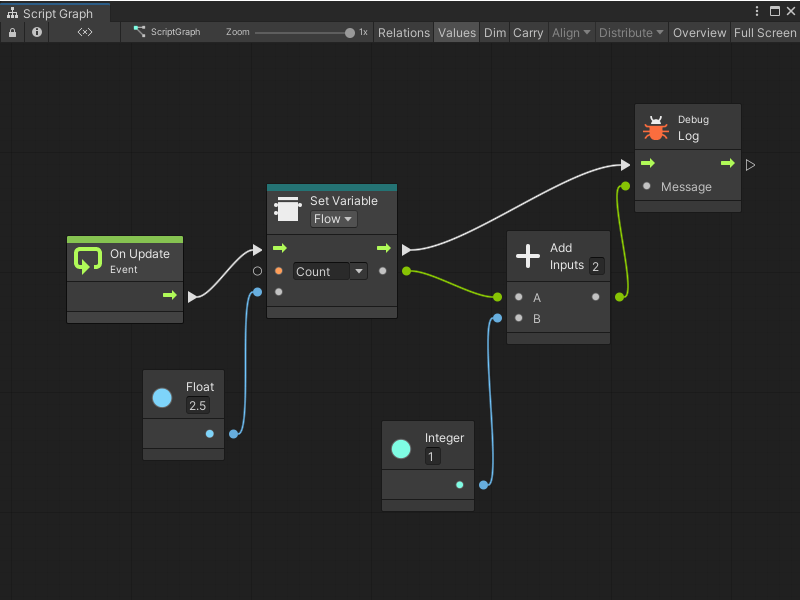 Script Graph
<×> ScriptGraph Zoom 1x Relations Values Dim Carry Align Distribute Overview Full Screen
Debug
Log
Message
Set Variable
Flow
Count
On Update
Event
Add
Inputs 2
A
B
Float
2.5
Integer
1